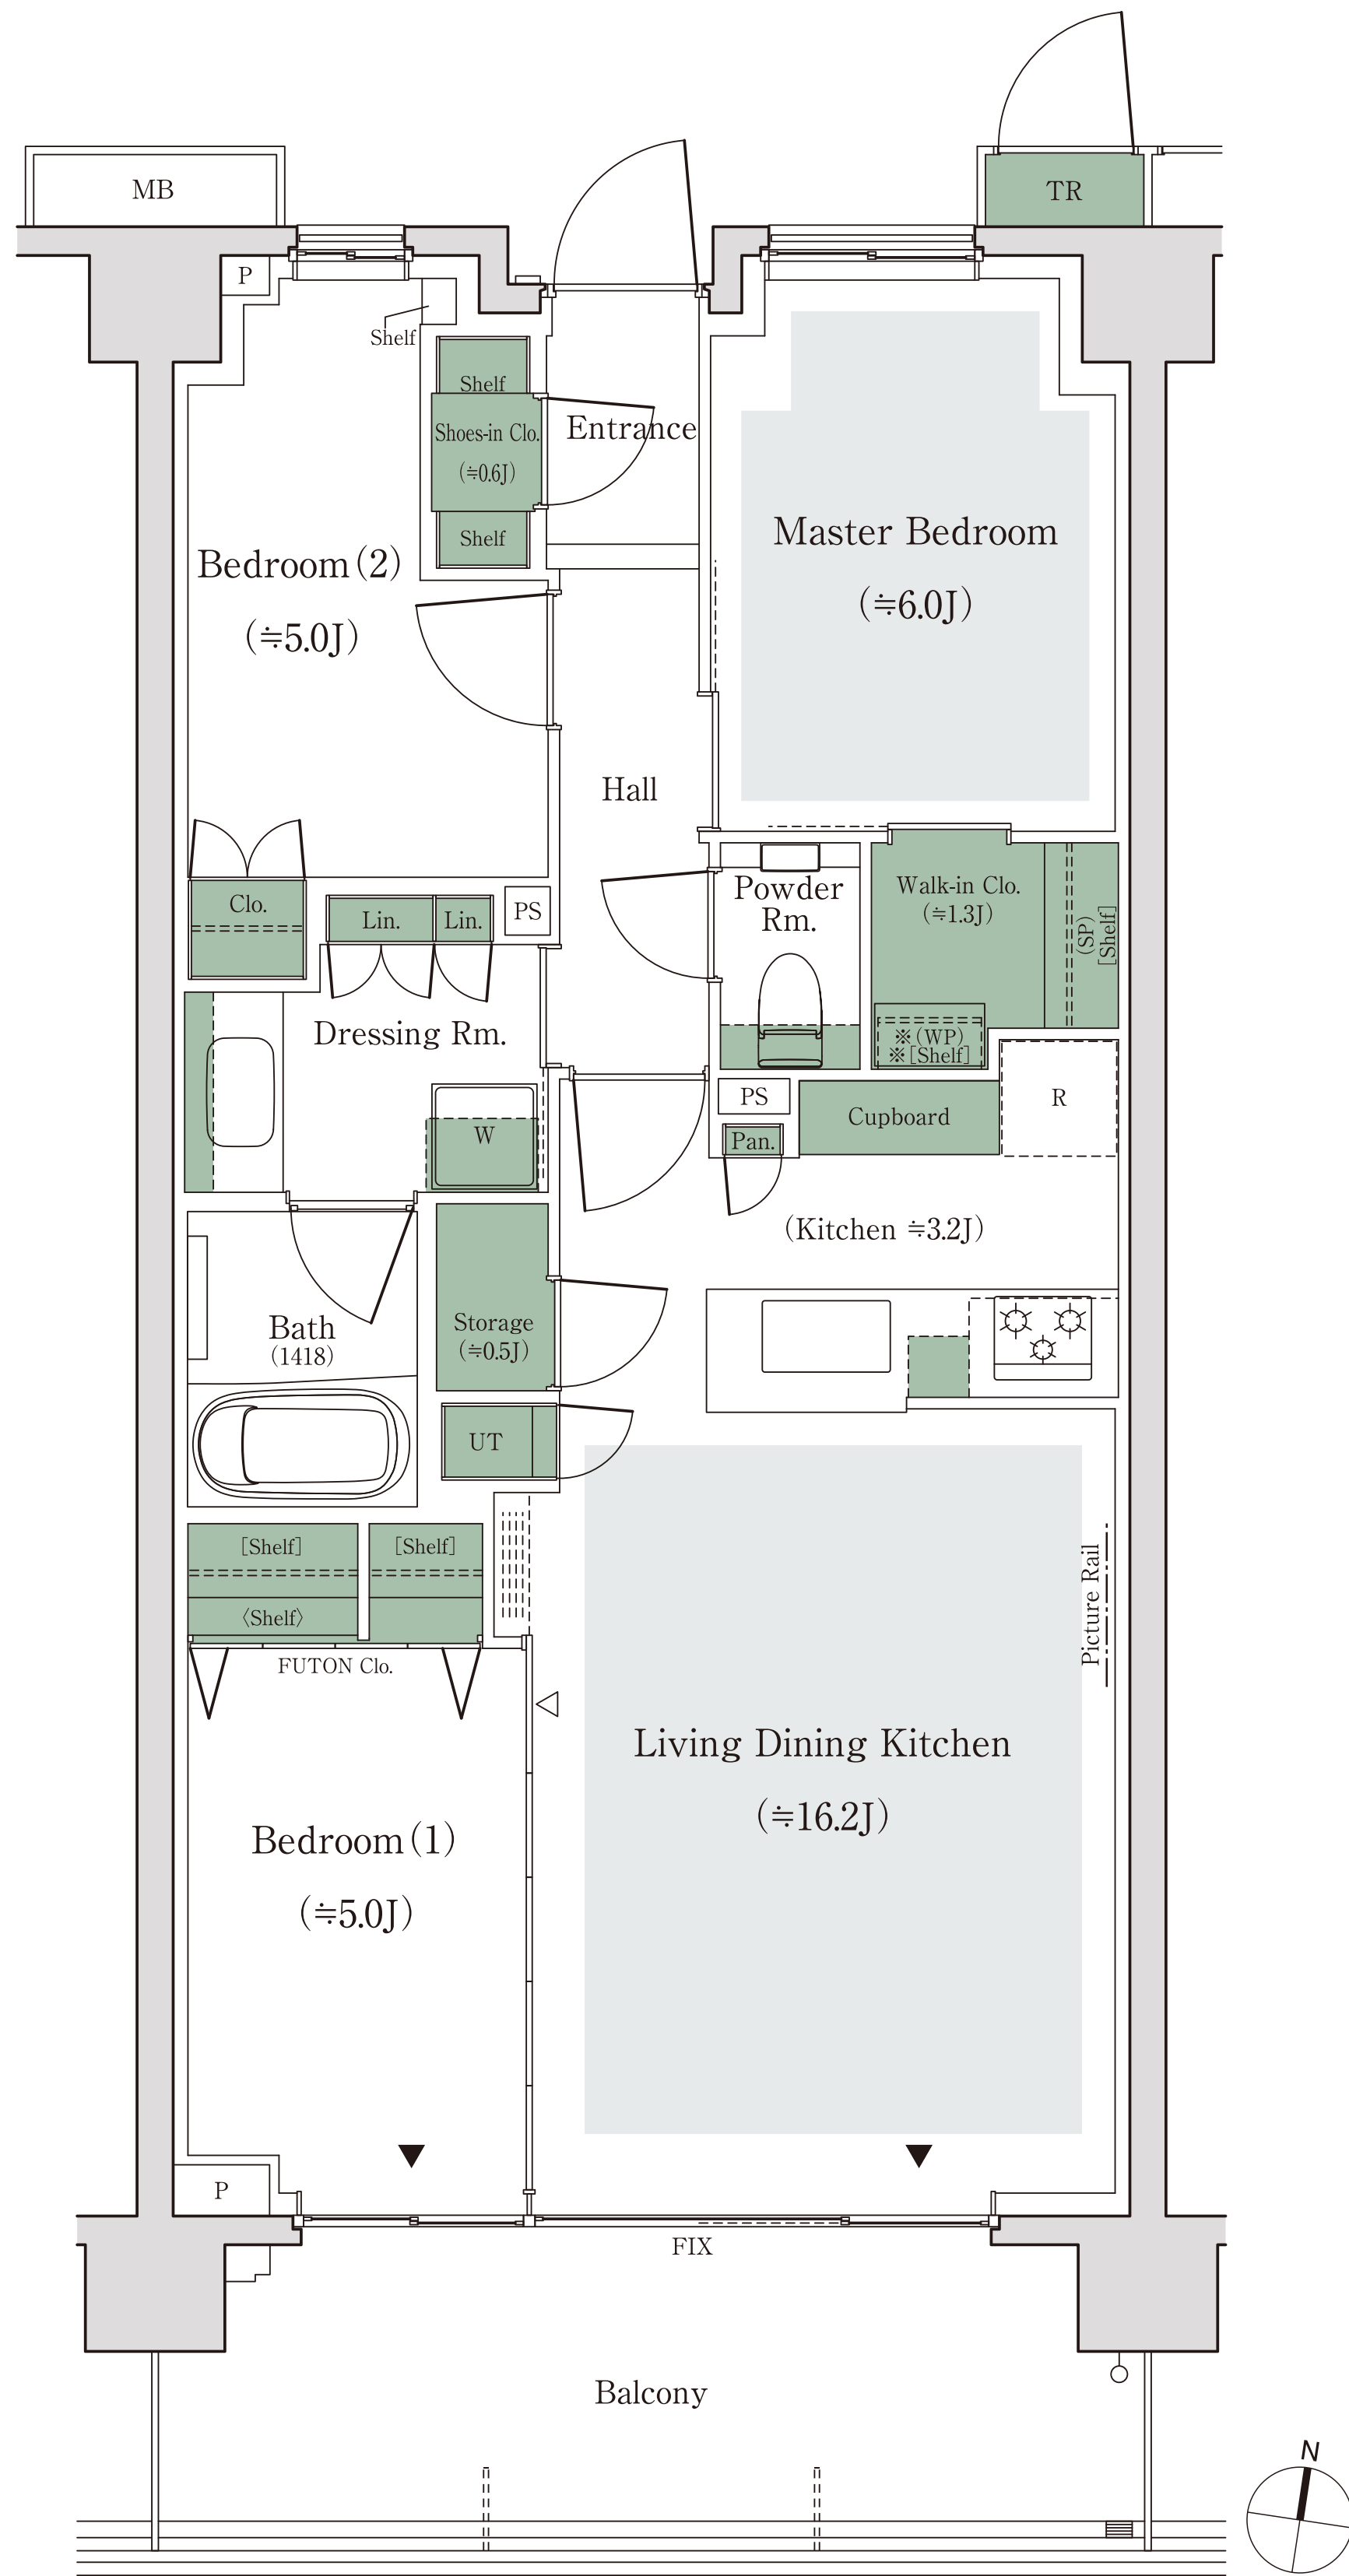 TR
MB
P
Shelf
Shelf
Shoes-in Clo.
(≒0.6J)
Shelf
Entrance
Master Bedroom
(≒6.0J)
Bedroom(2)
(≒5.0J)
Hall
Clo.
Lin.
Lin.
PS
Powder
Rm.
Walk-in Clo.
(≒1.3J)
(SP)
[Shelf]
※(WP)
※[Shelf]
Dressing Rm.
W
PS
Pan.
Cupboard
R
(Kitchen ≒3.2J)
Bath
(1418)
Storage
(≒0.5J)
UT
[Shelf]
[Shelf]
〈Shelf〉
FUTON Clo.
Picture Rail
Living Dining Kitchen
(≒16.2J)
Bedroom(1)
(≒5.0J)
P
FIX
Balcony
N